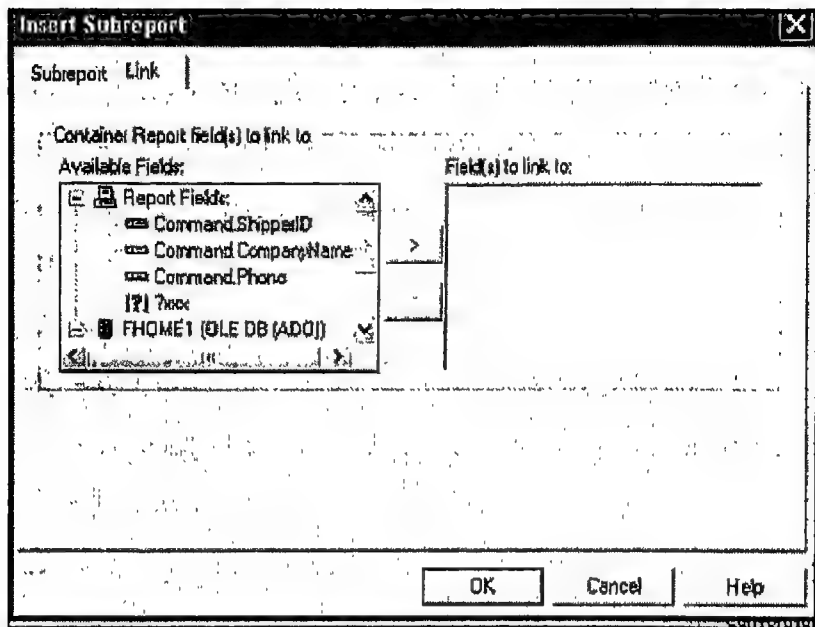 Insert Subreport
Subreport Link
Container Report field(s) to link to
Available Fields:
Field(s) to link to:
Report Fields:
Command.ShipperID
Command.CompanyName
>
Command.Phone
[?] ?xxx
FHOME1 (OLE DB (ADO))
OK
Cancel
Help